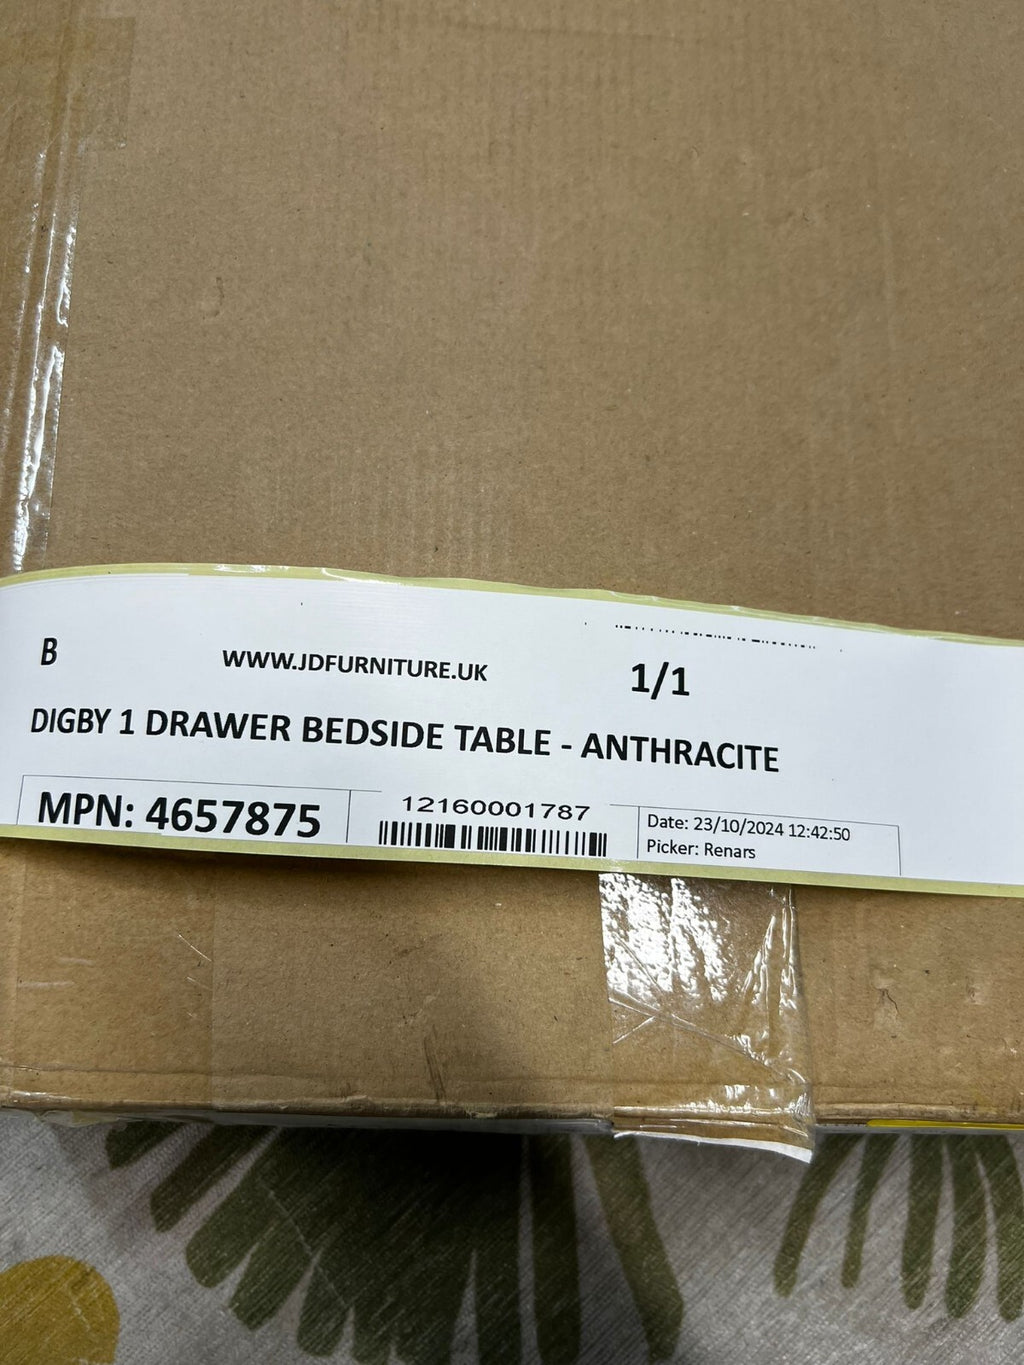 B
WWW.JDFURNITURE.UK
1/1
DIGBY 1 DRAWER BEDSIDE TABLE - ANTHRACITE
MPN: 4657875
12160001787
Date: 23/10/2024 12:42:50
Picker: Renars